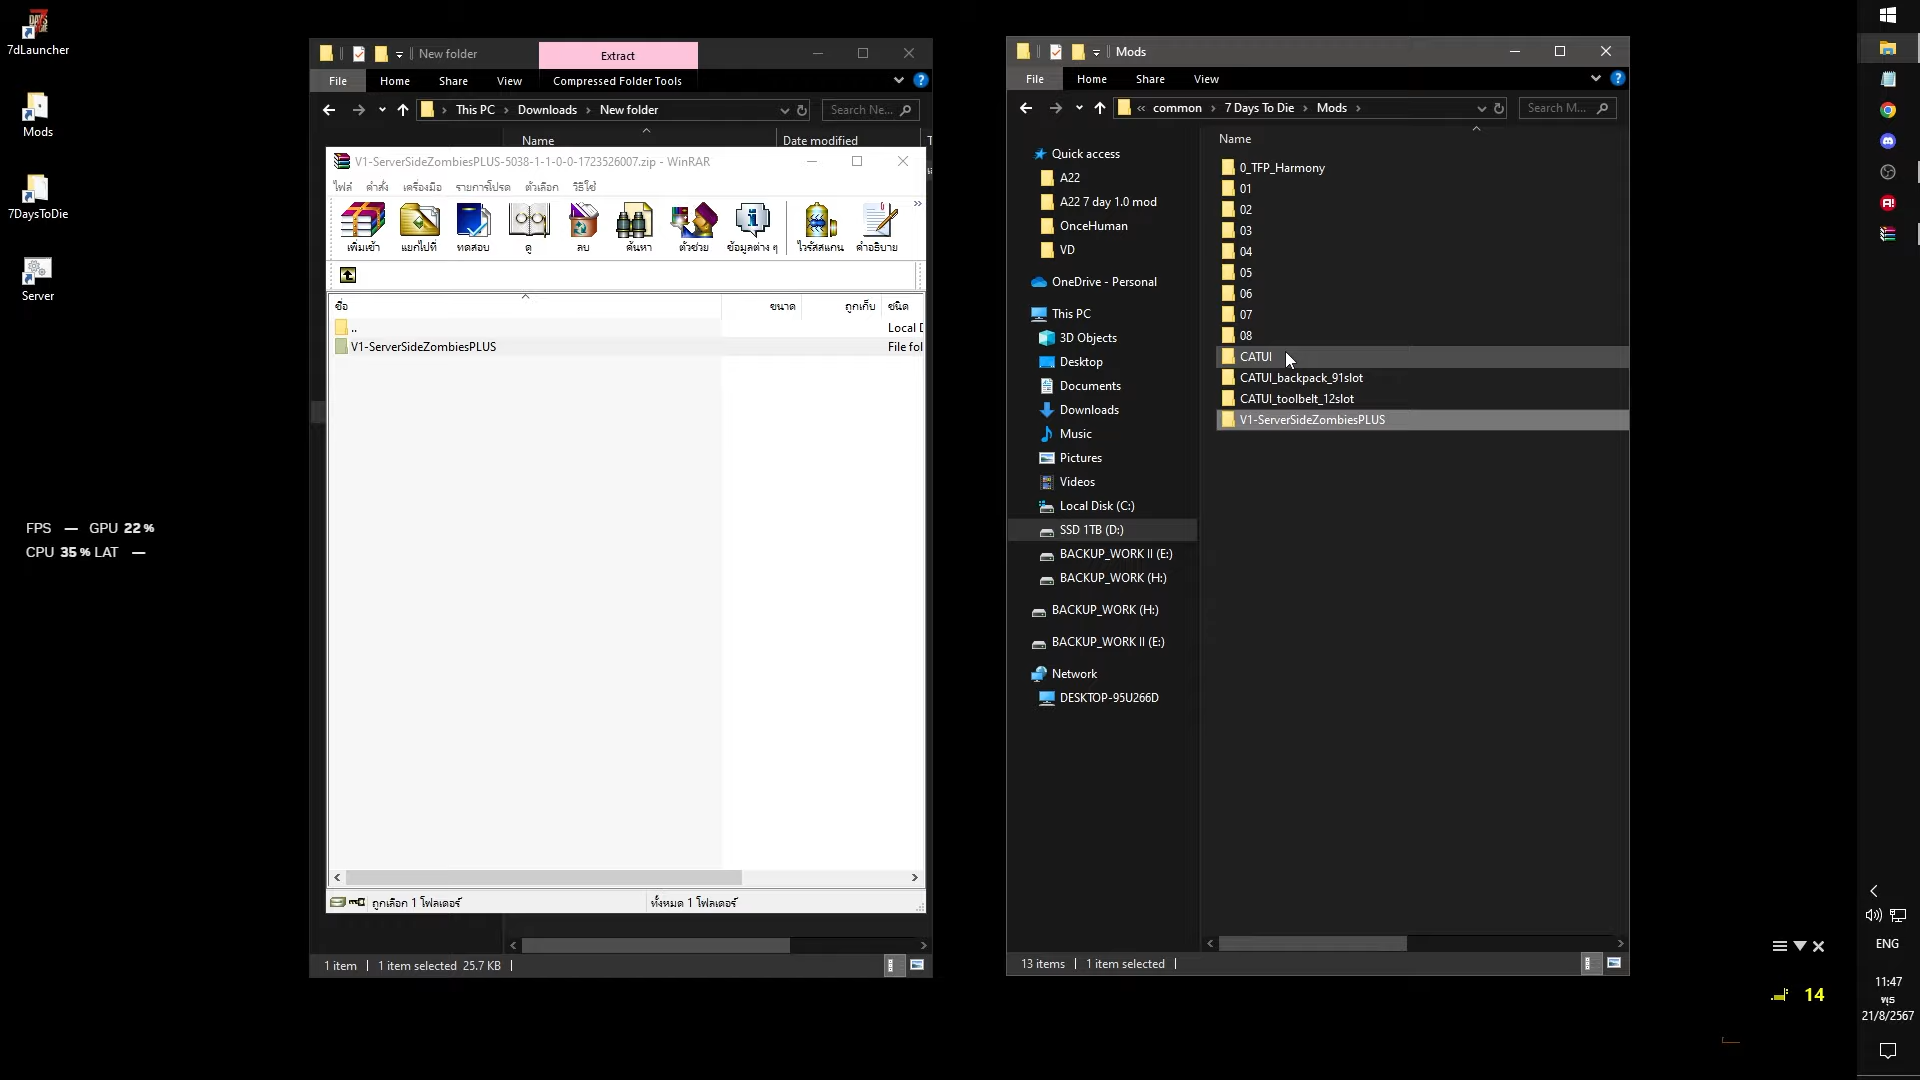 7dLauncher
Mods
7DaysToDie
Server
FPS — GPU 22 %
CPU 35 % LAT —
New folder
Extract
File
Home
Share
View
Compressed Folder Tools
This PC > Downloads > New folder
Search Ne...
Name
Date modified
V1-ServerSideZombiesPLUS-5038-1-1-0-0-1723526007.zip - WinRAR
ไฟล์ คำสั่ง เครื่องมือ รายการโปรด ตัวเลือก วิธีใช้
เพิ่มเข้า แยกไปที่ ทดสอบ ดู ลบ ค้นหา ตัวช่วย ข้อมูลต่าง ๆ ไวรัสสแกน คำอธิบาย
ชื่อ ขนาด ถูกเก็บ ชนิด
.. Local D
V1-ServerSideZombiesPLUS File fol
ถูกเลือก 1 โฟลเดอร์
ทั้งหมด 1 โฟลเดอร์
1 item
1 item selected 25.7 KB
Mods
File
Home
Share
View
« common > 7 Days To Die > Mods >
Search M...
Quick access
A22
A22 7 day 1.0 mod
OnceHuman
VD
OneDrive - Personal
This PC
3D Objects
Desktop
Documents
Downloads
Music
Pictures
Videos
Local Disk (C:)
SSD 1TB (D:)
BACKUP_WORK II (E:)
BACKUP_WORK (H:)
BACKUP_WORK (H:)
BACKUP_WORK II (E:)
Network
DESKTOP-95U266D
Name
0_TFP_Harmony
01
02
03
04
05
06
07
08
CATUI
CATUI_backpack_91slot
CATUI_toolbelt_12slot
V1-ServerSideZombiesPLUS
13 items
1 item selected
14
ENG
11:47
พุธ
21/8/2567